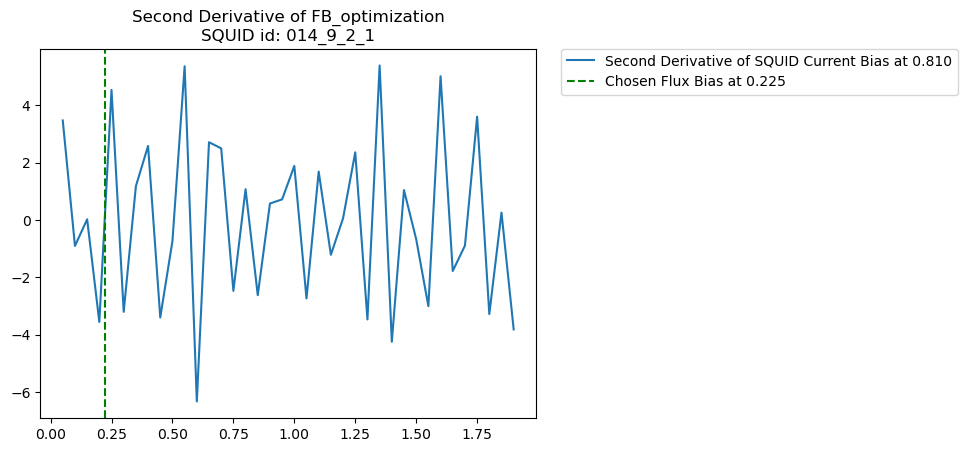 Second Derivative of FB_optimization
SQUID id: 014_9_2_1
Second Derivative of SQUID Current Bias at 0.810
Chosen Flux Bias at 0.225
4
2
0
−2
−4
−6
0.00 0.25 0.50 0.75 1.00 1.25 1.50 1.75